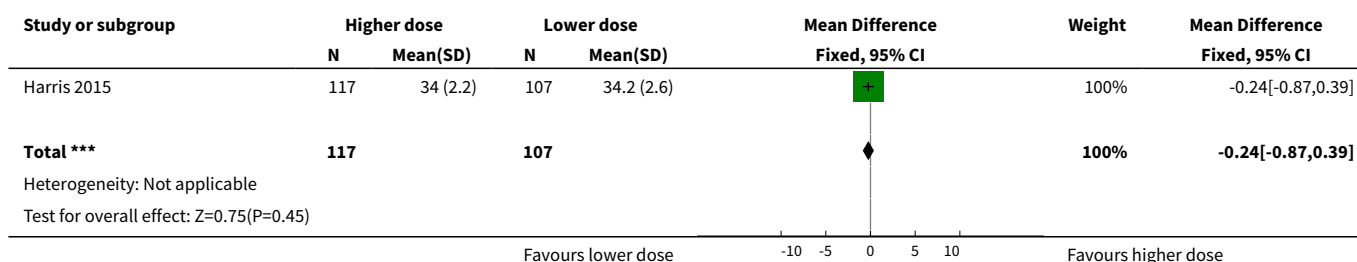 Study or subgroup Higher dose Lower dose Mean Difference Weight Mean Difference
N Mean(SD) N Mean(SD) Fixed, 95% CI Fixed, 95% CI
Harris 2015 117 34 (2.2) 107 34.2 (2.6) 100% -0.24[-0.87,0.39]
Total *** 117 107 100% -0.24[-0.87,0.39]
Heterogeneity: Not applicable
Test for overall effect: Z=0.75(P=0.45)
Favours lower dose -10 -5 0 5 10 Favours higher dose